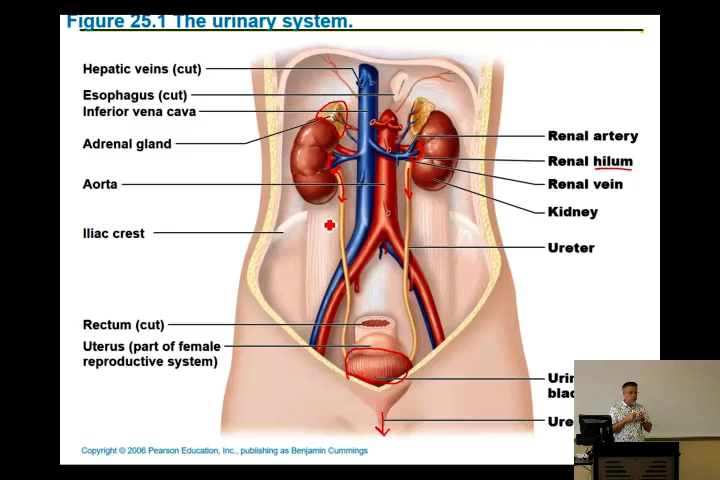 Figure 25.1 The urinary system.
Hepatic veins (cut)
Esophagus (cut)
Inferior vena cava
Adrenal gland
Aorta
Iliac crest
Rectum (cut)
Uterus (part of female
reproductive system)
Renal artery
Renal hilum
Renal vein
Kidney
Ureter
Copyright © 2006 Pearson Education, Inc., publishing as Benjamin Cummings